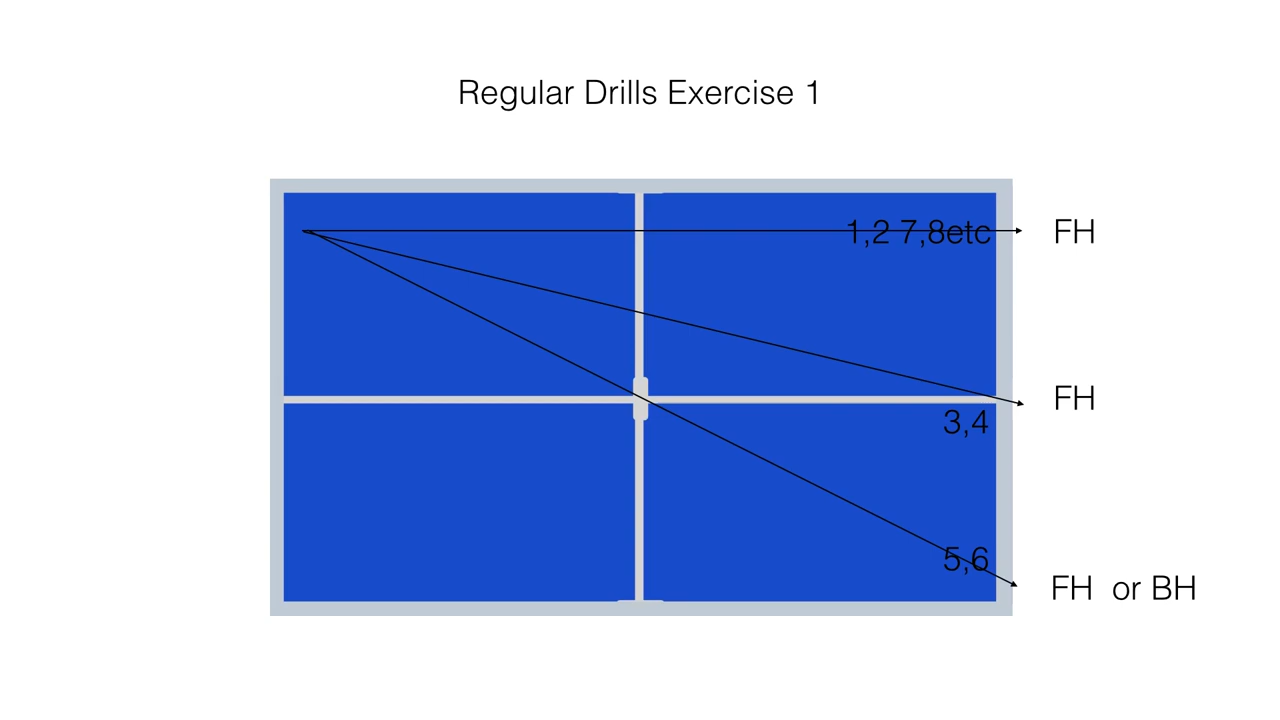 Regular Drills Exercise 1
1,2 7,8etc
FH
FH
3,4
5,6
FH or BH